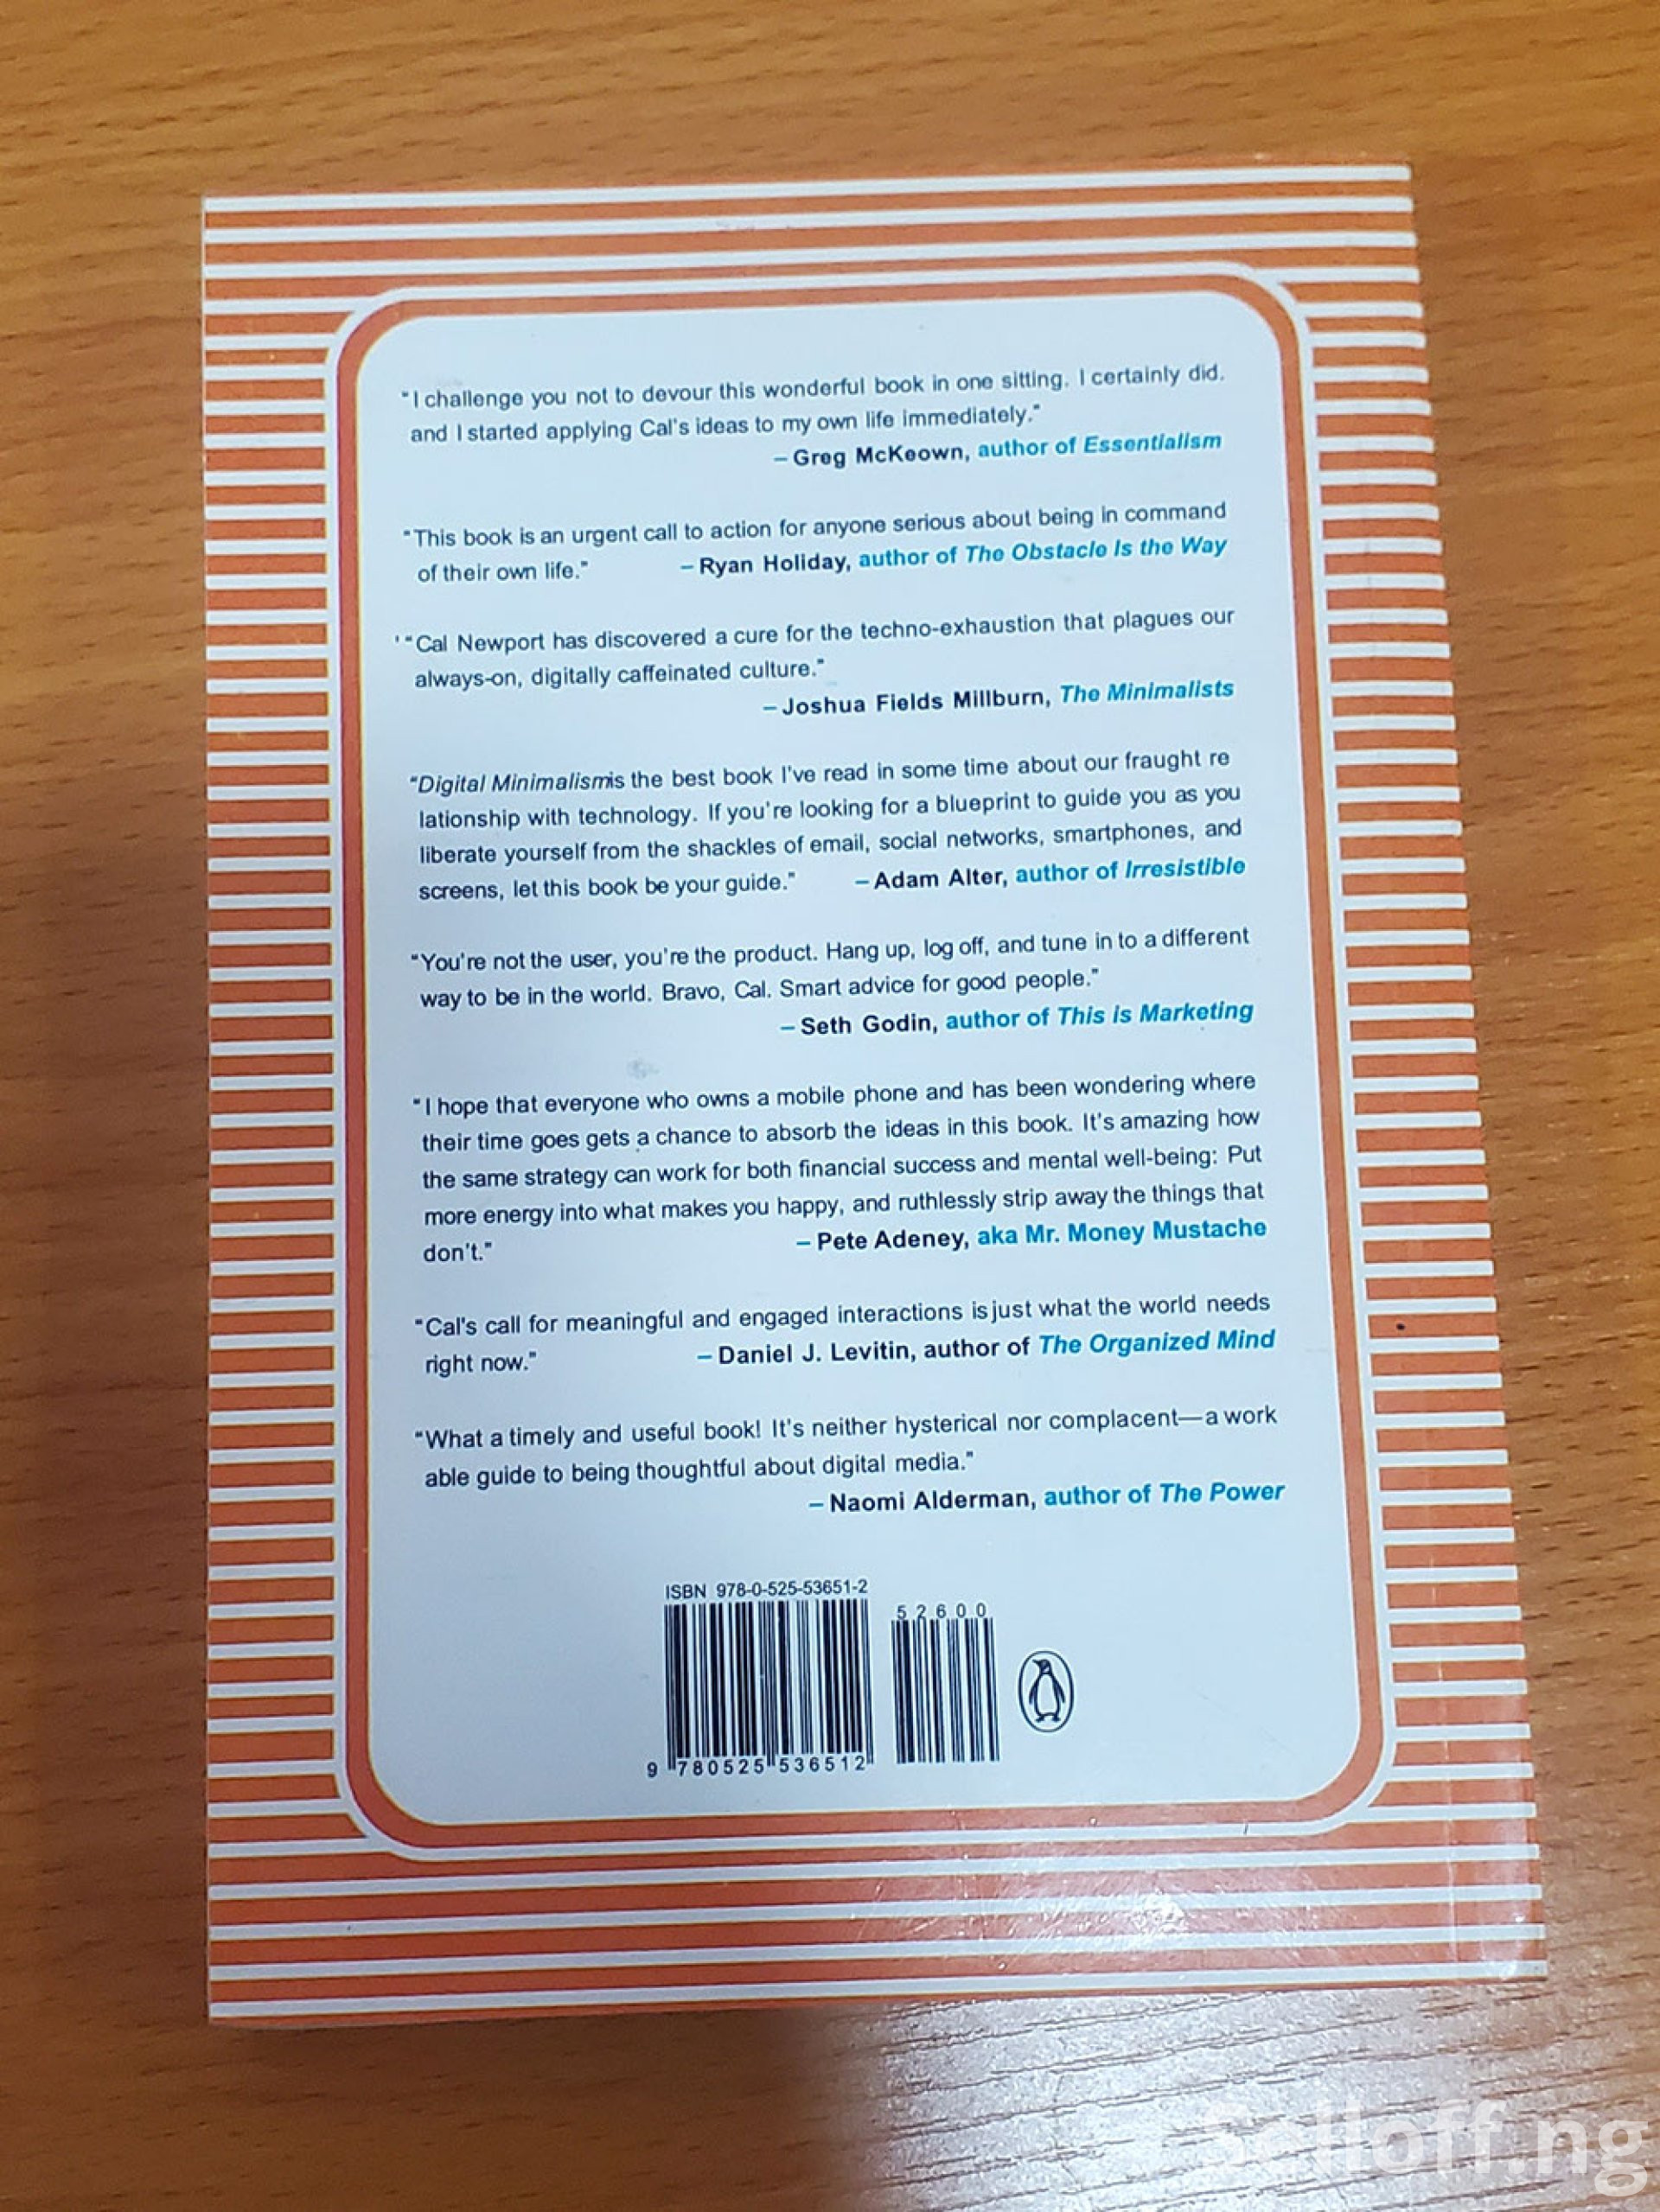 "I challenge you not to devour this wonderful book in one sitting. I certainly did.
and I started applying Cal's ideas to my own life immediately."
– Greg McKeown, author of Essentialism
"This book is an urgent call to action for anyone serious about being in command
of their own life." – Ryan Holiday, author of The Obstacle Is the Way
' "Cal Newport has discovered a cure for the techno-exhaustion that plagues our
always-on, digitally caffeinated culture."
– Joshua Fields Millburn, The Minimalists
"Digital Minimalismis the best book I've read in some time about our fraught re
lationship with technology. If you're looking for a blueprint to guide you as you
liberate yourself from the shackles of email, social networks, smartphones, and
screens, let this book be your guide." – Adam Alter, author of Irresistible
"You're not the user, you're the product. Hang up, log off, and tune in to a different
way to be in the world. Bravo, Cal. Smart advice for good people."
– Seth Godin, author of This is Marketing
"I hope that everyone who owns a mobile phone and has been wondering where
their time goes gets a chance to absorb the ideas in this book. It's amazing how
the same strategy can work for both financial success and mental well-being: Put
more energy into what makes you happy, and ruthlessly strip away the things that
don't." – Pete Adeney, aka Mr. Money Mustache
"Cal's call for meaningful and engaged interactions is just what the world needs
right now." – Daniel J. Levitin, author of The Organized Mind
"What a timely and useful book! It's neither hysterical nor complacent—a work
able guide to being thoughtful about digital media."
– Naomi Alderman, author of The Power
ISBN 978-0-525-53651-2
52600
9 780525 536512
Selloff.ng